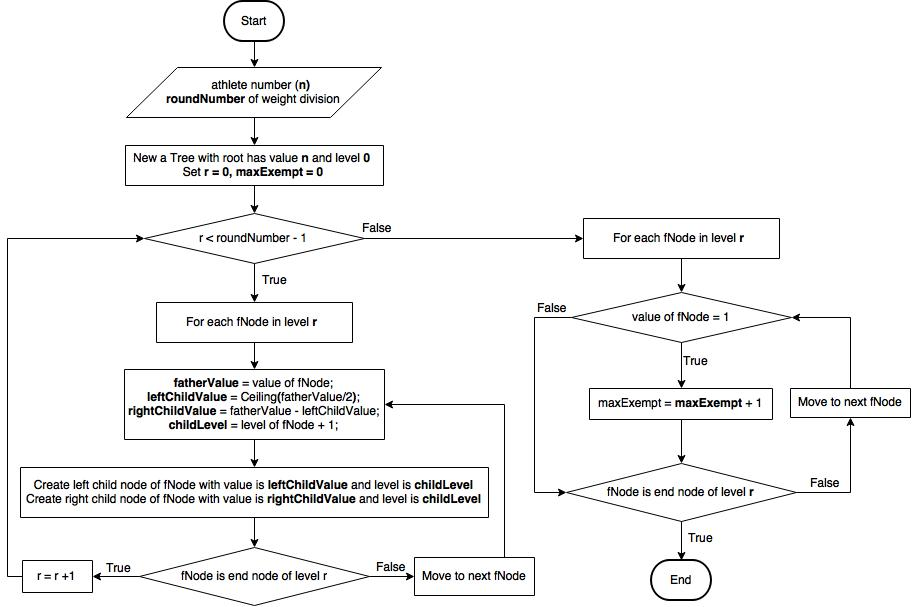 Start
athlete number (n)
roundNumber of weight division
New a Tree with root has value n and level 0
Set r = 0, maxExempt = 0
r < roundNumber - 1
False
True
For each fNode in level r
fatherValue = value of fNode;
leftChildValue = Ceiling(fatherValue/2);
rightChildValue = fatherValue - leftChildValue;
childLevel = level of fNode + 1;
Create left child node of fNode with value is leftChildValue and level is childLevel
Create right child node of fNode with value is rightChildValue and level is childLevel
fNode is end node of level r
True
r = r +1
False
Move to next fNode
For each fNode in level r
value of fNode = 1
False
True
maxExempt = maxExempt + 1
Move to next fNode
fNode is end node of level r
False
True
End